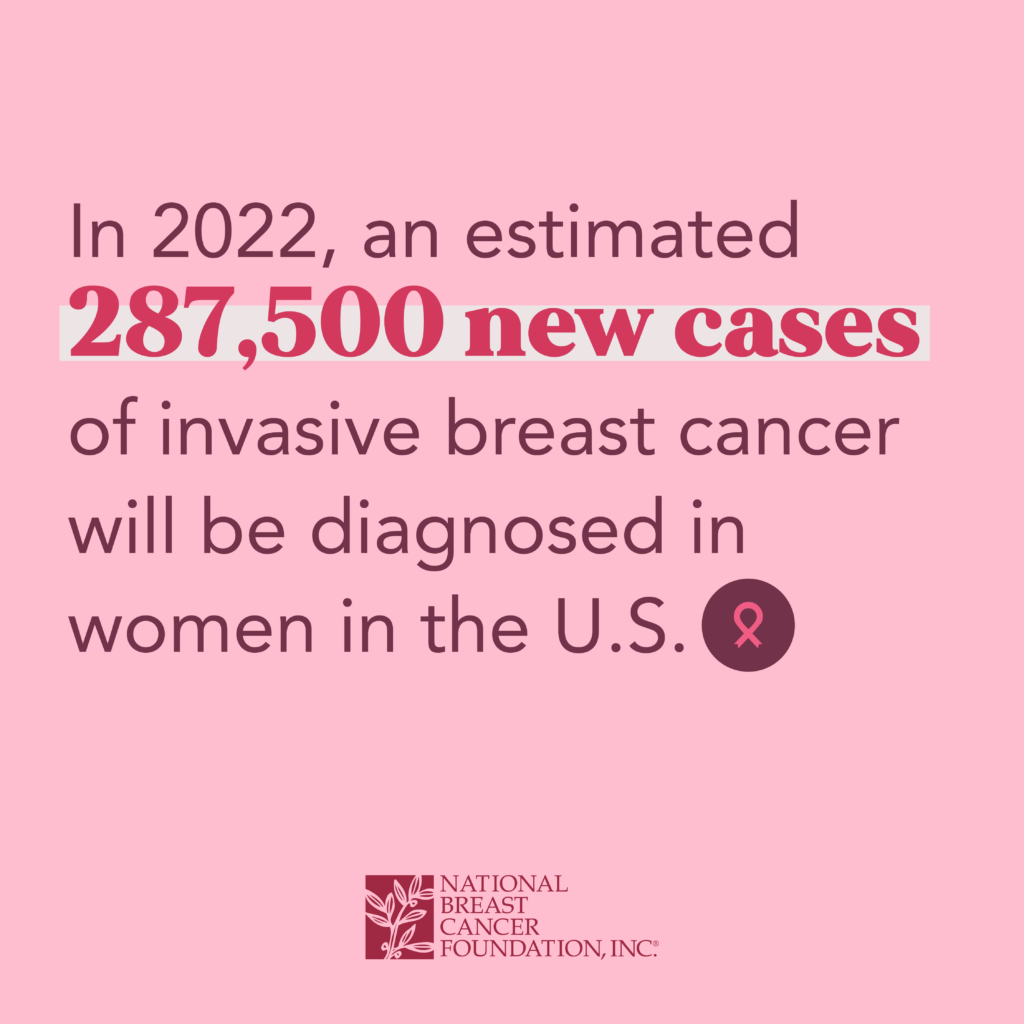 In 2022, an estimated
287,500 new cases
of invasive breast cancer
will be diagnosed in
women in the U.S.
NATIONAL
BREAST
CANCER
FOUNDATION, INC.®